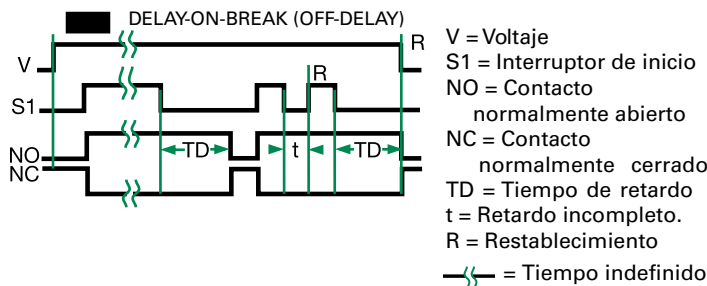 DELAY-ON-BREAK (OFF-DELAY)
V
R
S1
R
NO
NC
TD
t
TD
V = Voltaje
S1 = Interruptor de inicio
NO = Contacto
normalmente abierto
NC = Contacto
normalmente cerrado
TD = Tiempo de retardo
t = Retardo incompleto.
R = Restablecimiento
= Tiempo indefinido